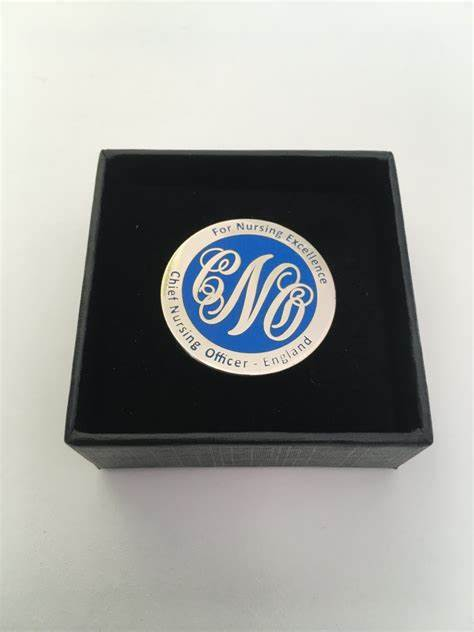 For Nursing Excellence
CNO
Chief Nursing Officer - England